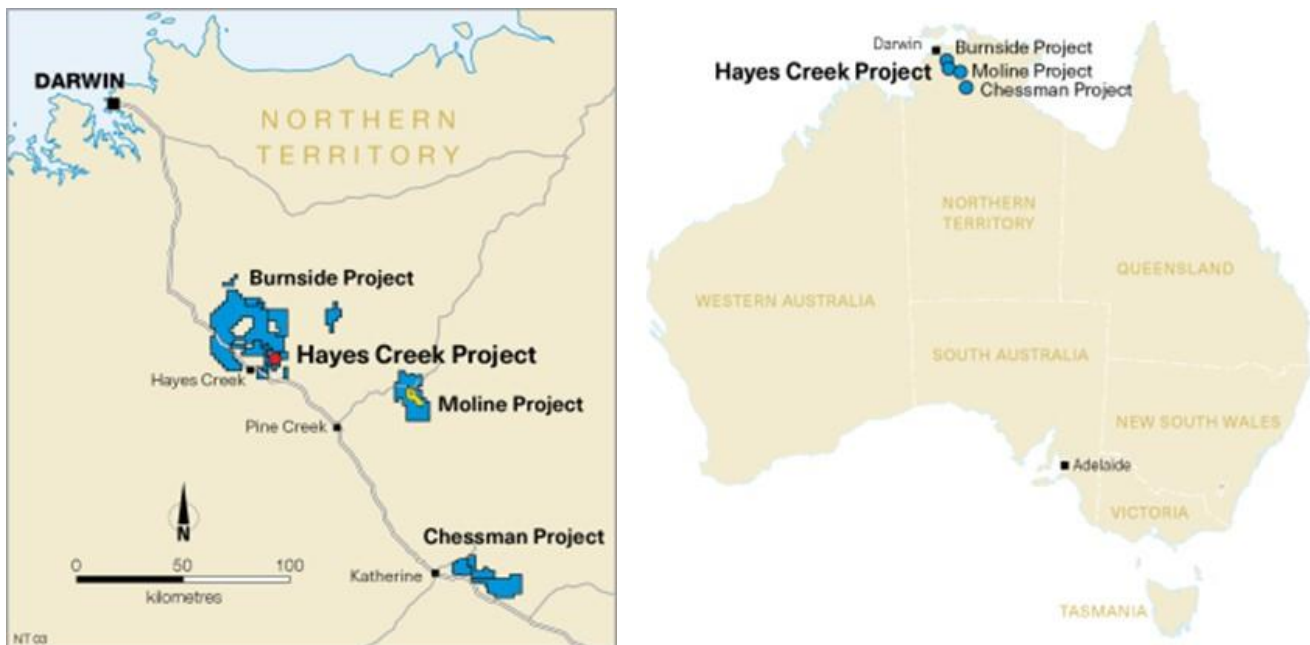 DARWIN
NORTHERN
TERRITORY
Burnside Project
Hayes Creek Project
Hayes Creek
Moline Project
Pine Creek
N
Chessman Project
0 50 100
kilometres
Katherine
NT 03
Darwin
Burnside Project
Hayes Creek Project
Moline Project
Chessman Project
NORTHERN
TERRITORY
QUEENSLAND
WESTERN AUSTRALIA
SOUTH AUSTRALIA
NEW SOUTH WALES
Adelaide
VICTORIA
TASMANIA